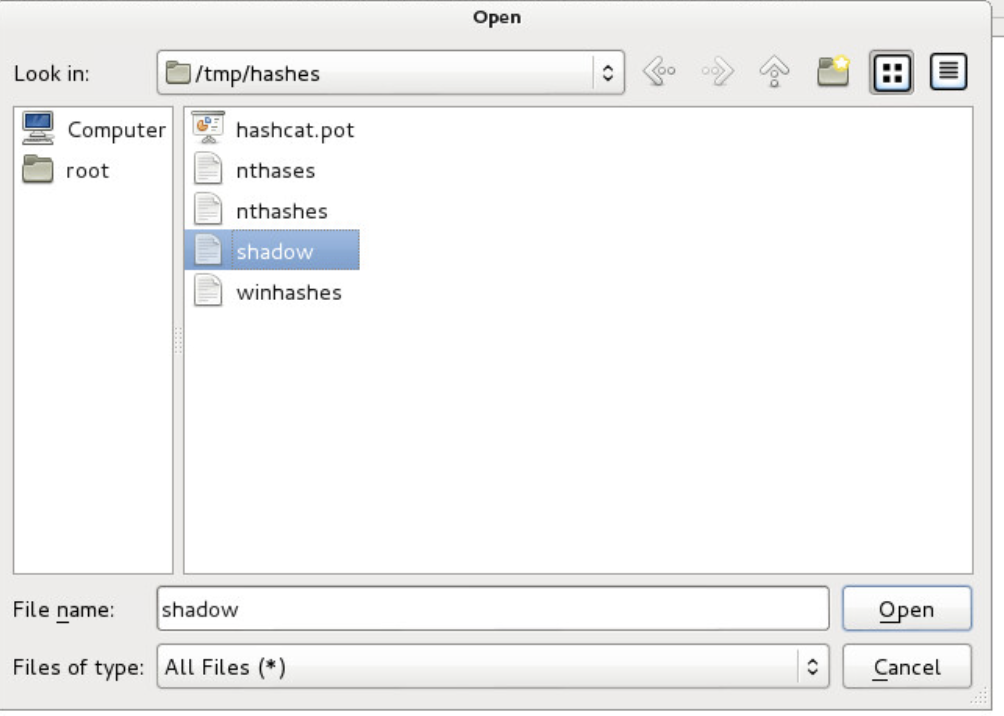 Open
Look in: /tmp/hashes
Computer
root
hashcat.pot
nthases
nthashes
shadow
winhashes
File name: shadow Open
Files of type: All Files (*) Cancel